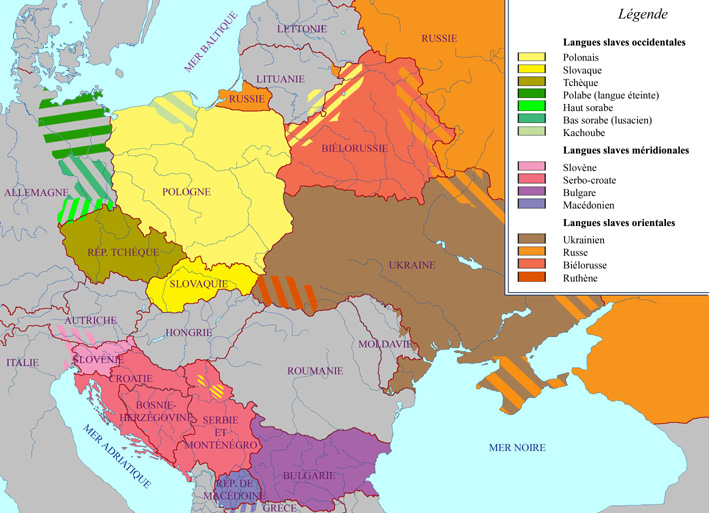 Légende
Langues slaves occidentales
Polonais
Slovaque
Tchèque
Polabe (langue éteinte)
Haut sorabe
Bas sorabe (lusacien)
Kachoube
Langues slaves méridionales
Slovène
Serbo-croate
Bulgare
Macédonien
Langues slaves orientales
Ukrainien
Russe
Biélorusse
Ruthène
MER BALTIQUE
LETTONIE
RUSSIE
LITUANIE
RUSSIE
BIÉLORUSSIE
ALLEMAGNE
POLOGNE
RÉP. TCHÈQUE
UKRAINE
SLOVAQUIE
AUTRICHE
HONGRIE
MOLDAVIE
ITALIE
SLOVÉNIE
ROUMANIE
CROATIE
BOSNIE-
HERZÉGOVINE
SERBIE
ET
MONTÉNÉGRO
MER ADRIATIQUE
MER NOIRE
BULGARIE
RÉP. DE
MACÉDOINE
GRÈCE